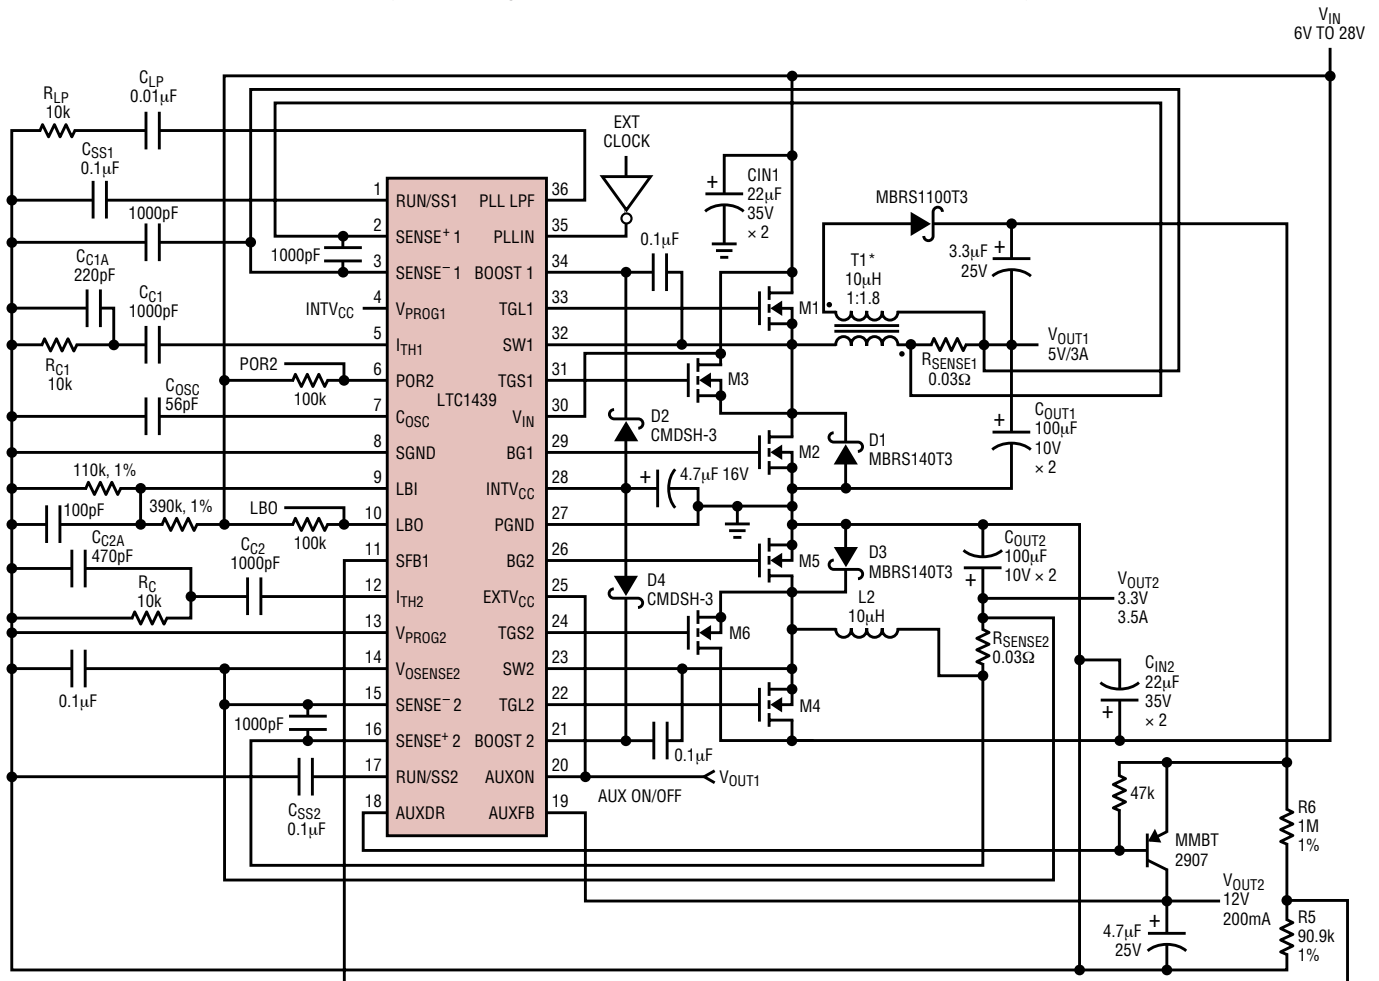 VIN
6V TO 28V
CLP
0.01µF
RLP
10k
CSS1
0.1µF
1000pF
CC1A
220pF
CC1
1000pF
INTVCC
RC1
10k
POR2
100k
COSC
56pF
110k, 1%
100pF
390k, 1%
LBO
100k
CC2A
470pF
CC2
1000pF
RC
10k
0.1µF
1000pF
1000pF
CSS2
0.1µF
LTC1439
1 RUN/SS1
2 SENSE+ 1
3 SENSE– 1
4 VPROG1
5 ITH1
6 POR2
7 COSC
8 SGND
9 LBI
10 LBO
11 SFB1
12 ITH2
13 VPROG2
14 VOSENSE2
15 SENSE– 2
16 SENSE+ 2
17 RUN/SS2
18 AUXDR
PLL LPF 36
PLLIN 35
BOOST 1 34
TGL1 33
SW1 32
TGS1 31
VIN 30
BG1 29
INTVCC 28
PGND 27
BG2 26
EXTVCC 25
TGS2 24
SW2 23
TGL2 22
BOOST 2 21
AUXON 20
AUXFB 19
EXT
CLOCK
+
CIN1
22µF
35V
× 2
0.1µF
M1
M3
D2
CMDSH-3
M2
D1
MBRS140T3
+
4.7µF 16V
M5
D3
MBRS140T3
D4
CMDSH-3
M6
L2
10µH
M4
0.1µF
VOUT1
AUX ON/OFF
MBRS1100T3
T1*
10µH
1:1.8
3.3µF
25V
+
RSENSE1
0.03Ω
VOUT1
5V/3A
+
COUT1
100µF
10V
× 2
COUT2
100µF
10V × 2
+
VOUT2
3.3V
3.5A
RSENSE2
0.03Ω
CIN2
22µF
35V
× 2
+
47k
MMBT
2907
R6
1M
1%
VOUT2
12V
200mA
4.7µF
25V
+
R5
90.9k
1%